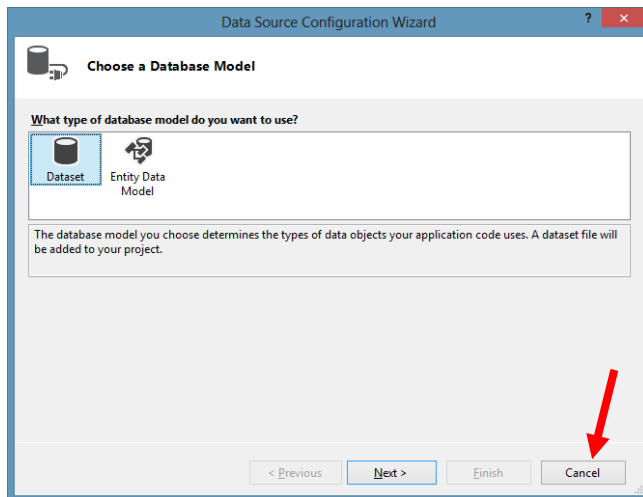 Data Source Configuration Wizard
?
×
Choose a Database Model
What type of database model do you want to use?
Dataset
Entity Data
Model
The database model you choose determines the types of data objects your application code uses. A dataset file will
be added to your project.
< Previous
Next >
Finish
Cancel